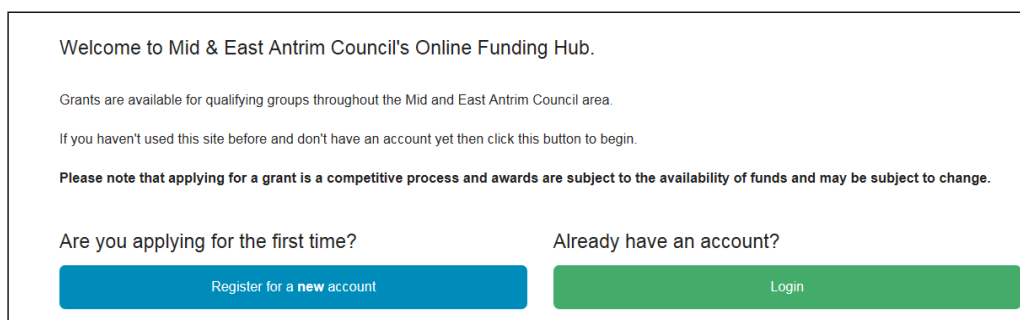 Welcome to Mid & East Antrim Council's Online Funding Hub.
Grants are available for qualifying groups throughout the Mid and East Antrim Council area.
If you haven't used this site before and don't have an account yet then click this button to begin.
Please note that applying for a grant is a competitive process and awards are subject to the availability of funds and may be subject to change.
Are you applying for the first time?
Already have an account?
Register for a new account
Login